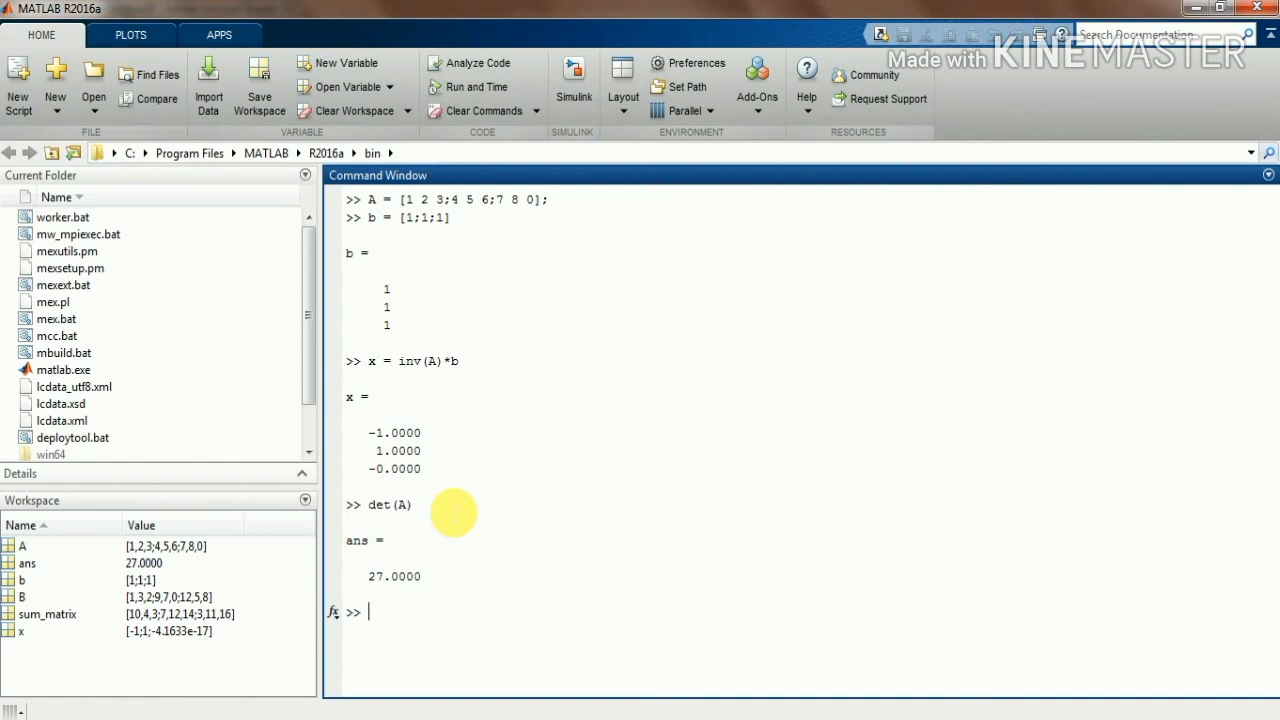 MATLAB R2016a
HOME PLOTS APPS
Search Documentation
Made with KINEMASTER
New Script
New
Open
Find Files
Compare
Import Data
Save Workspace
New Variable
Open Variable
Clear Workspace
Analyze Code
Run and Time
Clear Commands
Simulink
Layout
Preferences
Set Path
Parallel
Add-Ons
Help
Community
Request Support
FILE VARIABLE CODE SIMULINK ENVIRONMENT RESOURCES
C: Program Files MATLAB R2016a bin
Current Folder
Name
worker.bat
mw_mpiexec.bat
mexutils.pm
mexsetup.pm
mexext.bat
mex.pl
mex.bat
mcc.bat
mbuild.bat
matlab.exe
lcdata_utf8.xml
lcdata.xsd
lcdata.xml
deploytool.bat
win64
Details
Workspace
Name Value
A [1,2,3;4,5,6;7,8,0]
ans 27.0000
b [1;1;1]
B [1,3,2;9,7,0;12,5,8]
sum_matrix [10,4,3;7,12,14;3,11,16]
x [-1;1;-4.1633e-17]
Command Window
>> A = [1 2 3;4 5 6;7 8 0];
>> b = [1;1;1]
b =
1
1
1
>> x = inv(A)*b
x =
-1.0000
1.0000
-0.0000
>> det(A)
ans =
27.0000
fx >>